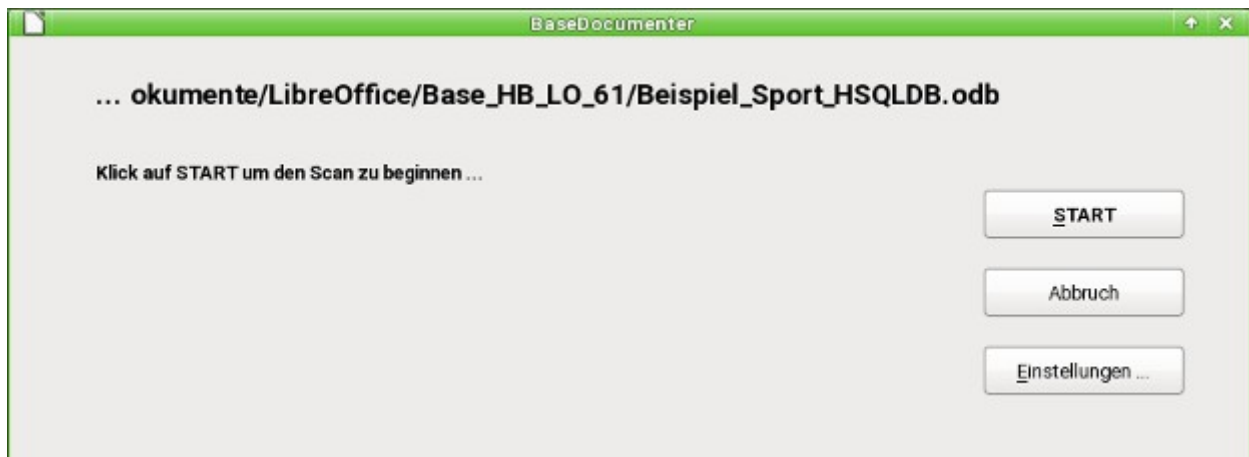 BaseDocumenter
... okumente/LibreOffice/Base_HB_LO_61/Beispiel_Sport_HSQLDB.odb
Klick auf START um den Scan zu beginnen ...
START
Abbruch
Einstellungen ...